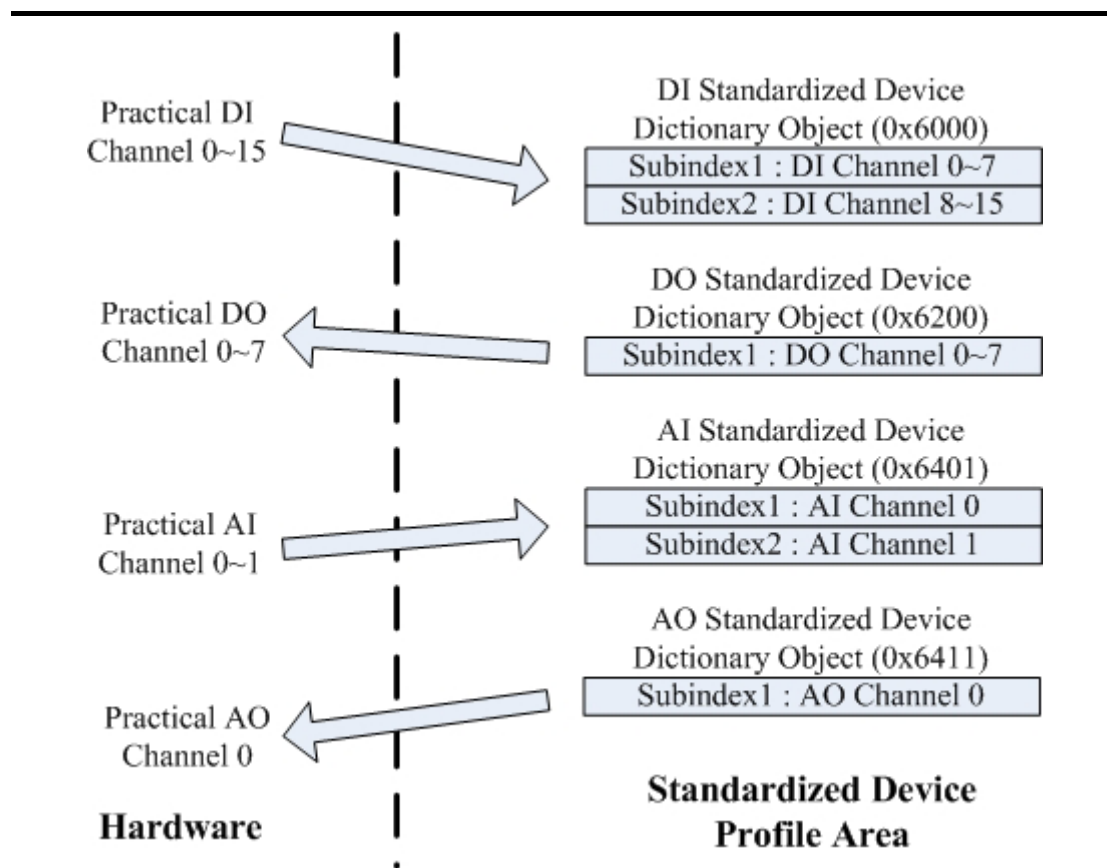 Practical DI
Channel 0~15
DI Standardized Device
Dictionary Object (0x6000)
Subindex1 : DI Channel 0~7
Subindex2 : DI Channel 8~15
Practical DO
Channel 0~7
DO Standardized Device
Dictionary Object (0x6200)
Subindex1 : DO Channel 0~7
Practical AI
Channel 0~1
AI Standardized Device
Dictionary Object (0x6401)
Subindex1 : AI Channel 0
Subindex2 : AI Channel 1
Practical AO
Channel 0
AO Standardized Device
Dictionary Object (0x6411)
Subindex1 : AO Channel 0
Hardware
Standardized Device
Profile Area